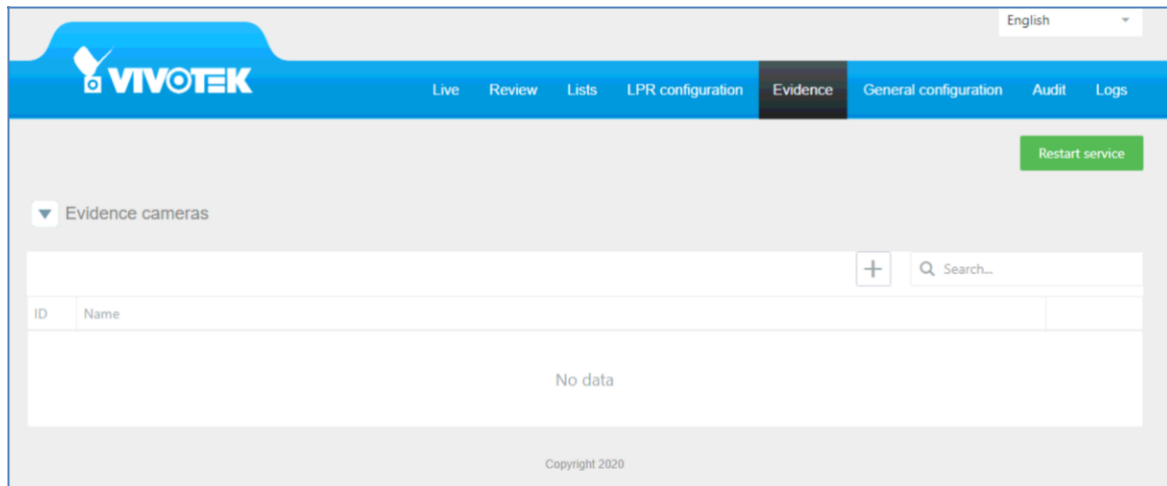 English
VIVOTEK
Live Review Lists LPR configuration Evidence General configuration Audit Logs
Restart service
Evidence cameras
Search...
ID Name
No data
Copyright 2020